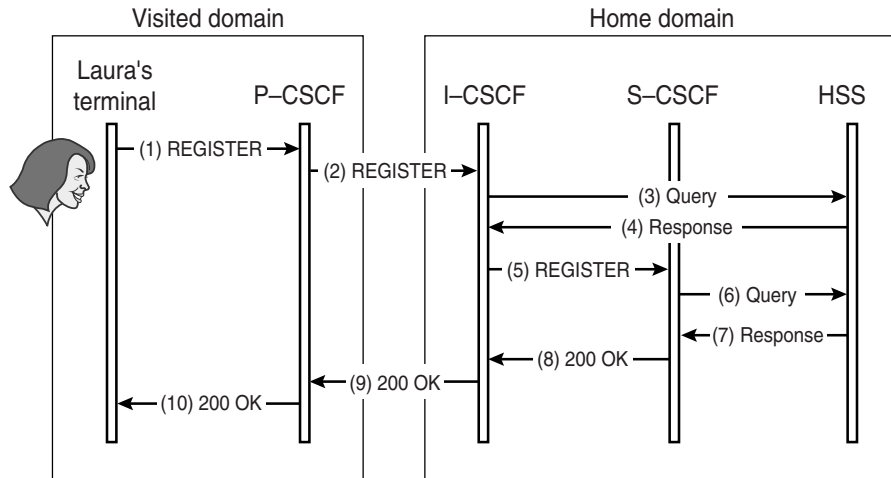 Visited domain
Home domain
Laura's
terminal
P–CSCF
I–CSCF
S–CSCF
HSS
(1) REGISTER
(2) REGISTER
(3) Query
(4) Response
(5) REGISTER
(6) Query
(7) Response
(8) 200 OK
(9) 200 OK
(10) 200 OK